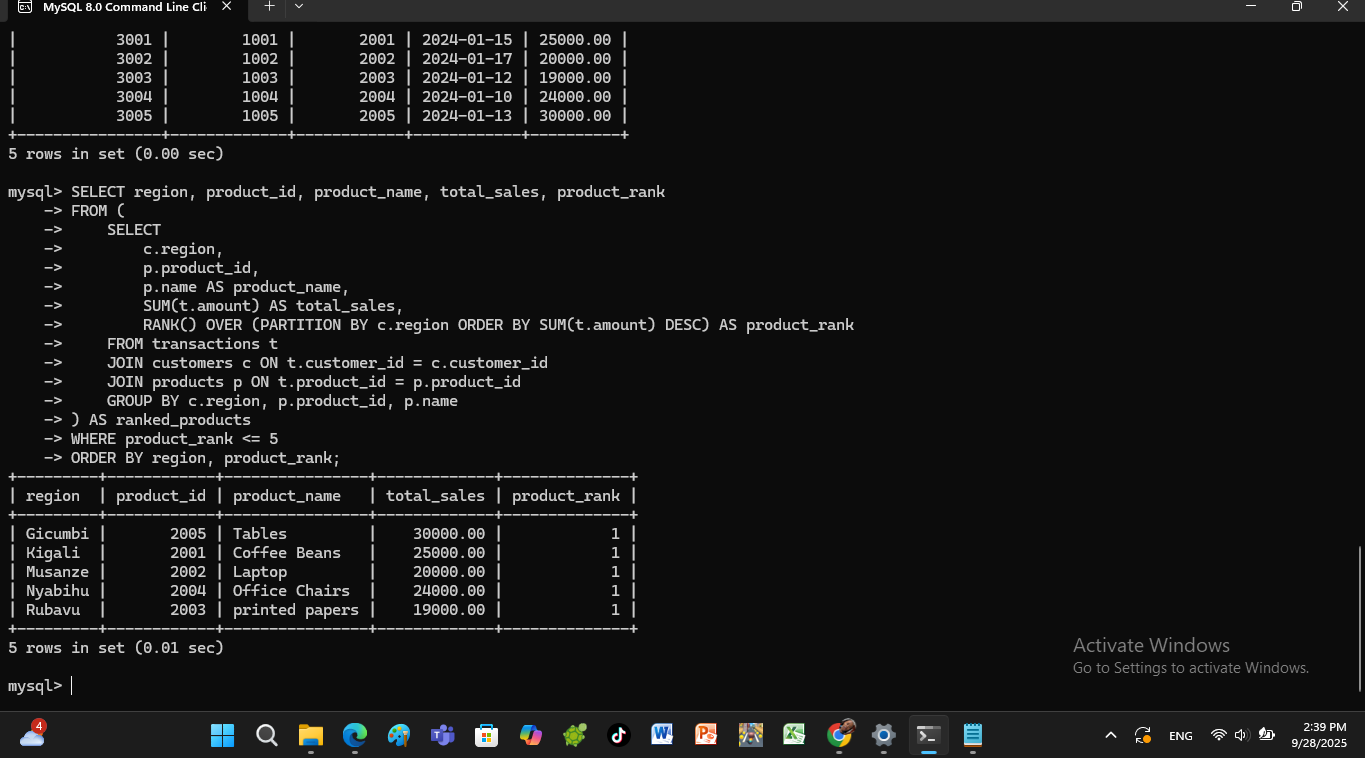 MySQL 8.0 Command Line Cli
|            3001 |        1001 |       2001 | 2024-01-15 | 25000.00 |
|            3002 |        1002 |       2002 | 2024-01-17 | 20000.00 |
|            3003 |        1003 |       2003 | 2024-01-12 | 19000.00 |
|            3004 |        1004 |       2004 | 2024-01-10 | 24000.00 |
|            3005 |        1005 |       2005 | 2024-01-13 | 30000.00 |
+----------------+-------------+------------+------------+----------+
5 rows in set (0.00 sec)
mysql> SELECT region, product_id, product_name, total_sales, product_rank
    -> FROM (
    ->     SELECT
    ->         c.region,
    ->         p.product_id,
    ->         p.name AS product_name,
    ->         SUM(t.amount) AS total_sales,
    ->         RANK() OVER (PARTITION BY c.region ORDER BY SUM(t.amount) DESC) AS product_rank
    ->     FROM transactions t
    ->     JOIN customers c ON t.customer_id = c.customer_id
    ->     JOIN products p ON t.product_id = p.product_id
    ->     GROUP BY c.region, p.product_id, p.name
    -> ) AS ranked_products
    -> WHERE product_rank <= 5
    -> ORDER BY region, product_rank;
+---------+------------+----------------+-------------+--------------+
| region  | product_id | product_name   | total_sales | product_rank |
+---------+------------+----------------+-------------+--------------+
| Gicumbi |       2005 | Tables         |    30000.00 |            1 |
| Kigali  |       2001 | Coffee Beans   |    25000.00 |            1 |
| Musanze |       2002 | Laptop         |    20000.00 |            1 |
| Nyabihu |       2004 | Office Chairs  |    24000.00 |            1 |
| Rubavu  |       2003 | printed papers |    19000.00 |            1 |
+---------+------------+----------------+-------------+--------------+
5 rows in set (0.01 sec)
Activate Windows
Go to Settings to activate Windows.
mysql>
4
ENG
2:39 PM
9/28/2025